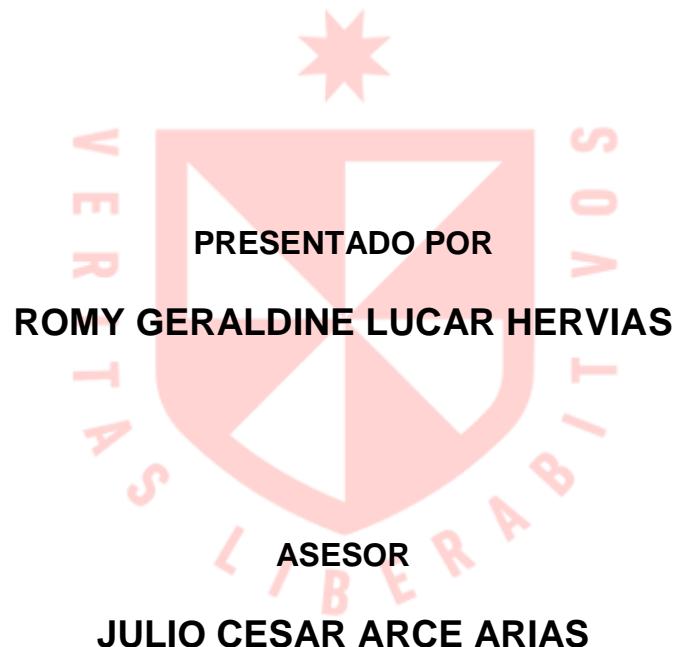 VERITAS LIBERABIT VOS
PRESENTADO POR
ROMY GERALDINE LUCAR HERVIAS
ASESOR
JULIO CESAR ARCE ARIAS